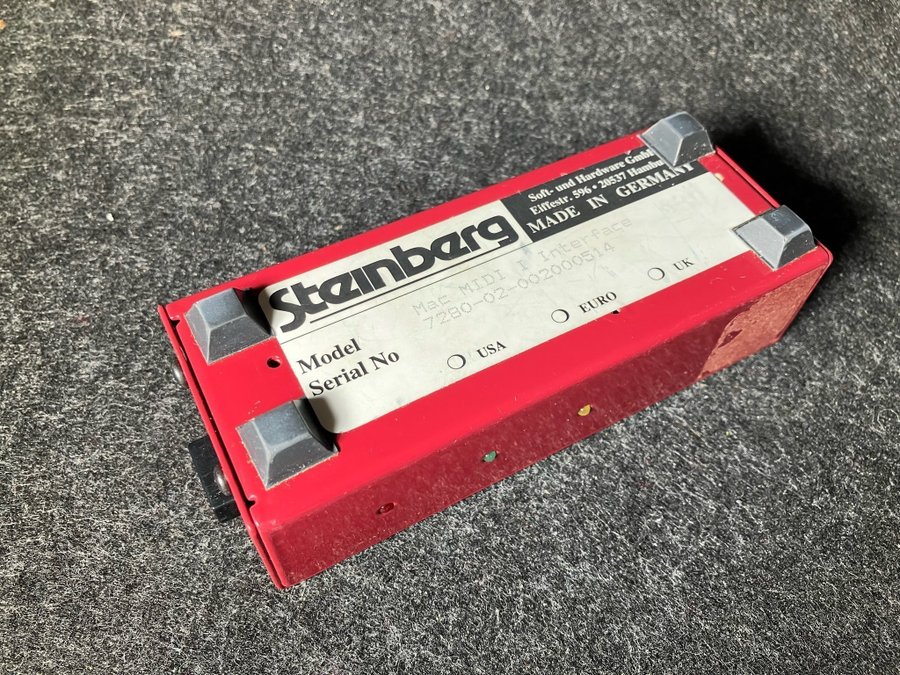 Steinberg
Soft- und Hardware GmbH
Eiffestr. 596 • 20537
MADE IN GERMANY
Model Mac MIDI I Interface
Serial No 7280-02-002000514
USA EURO UK